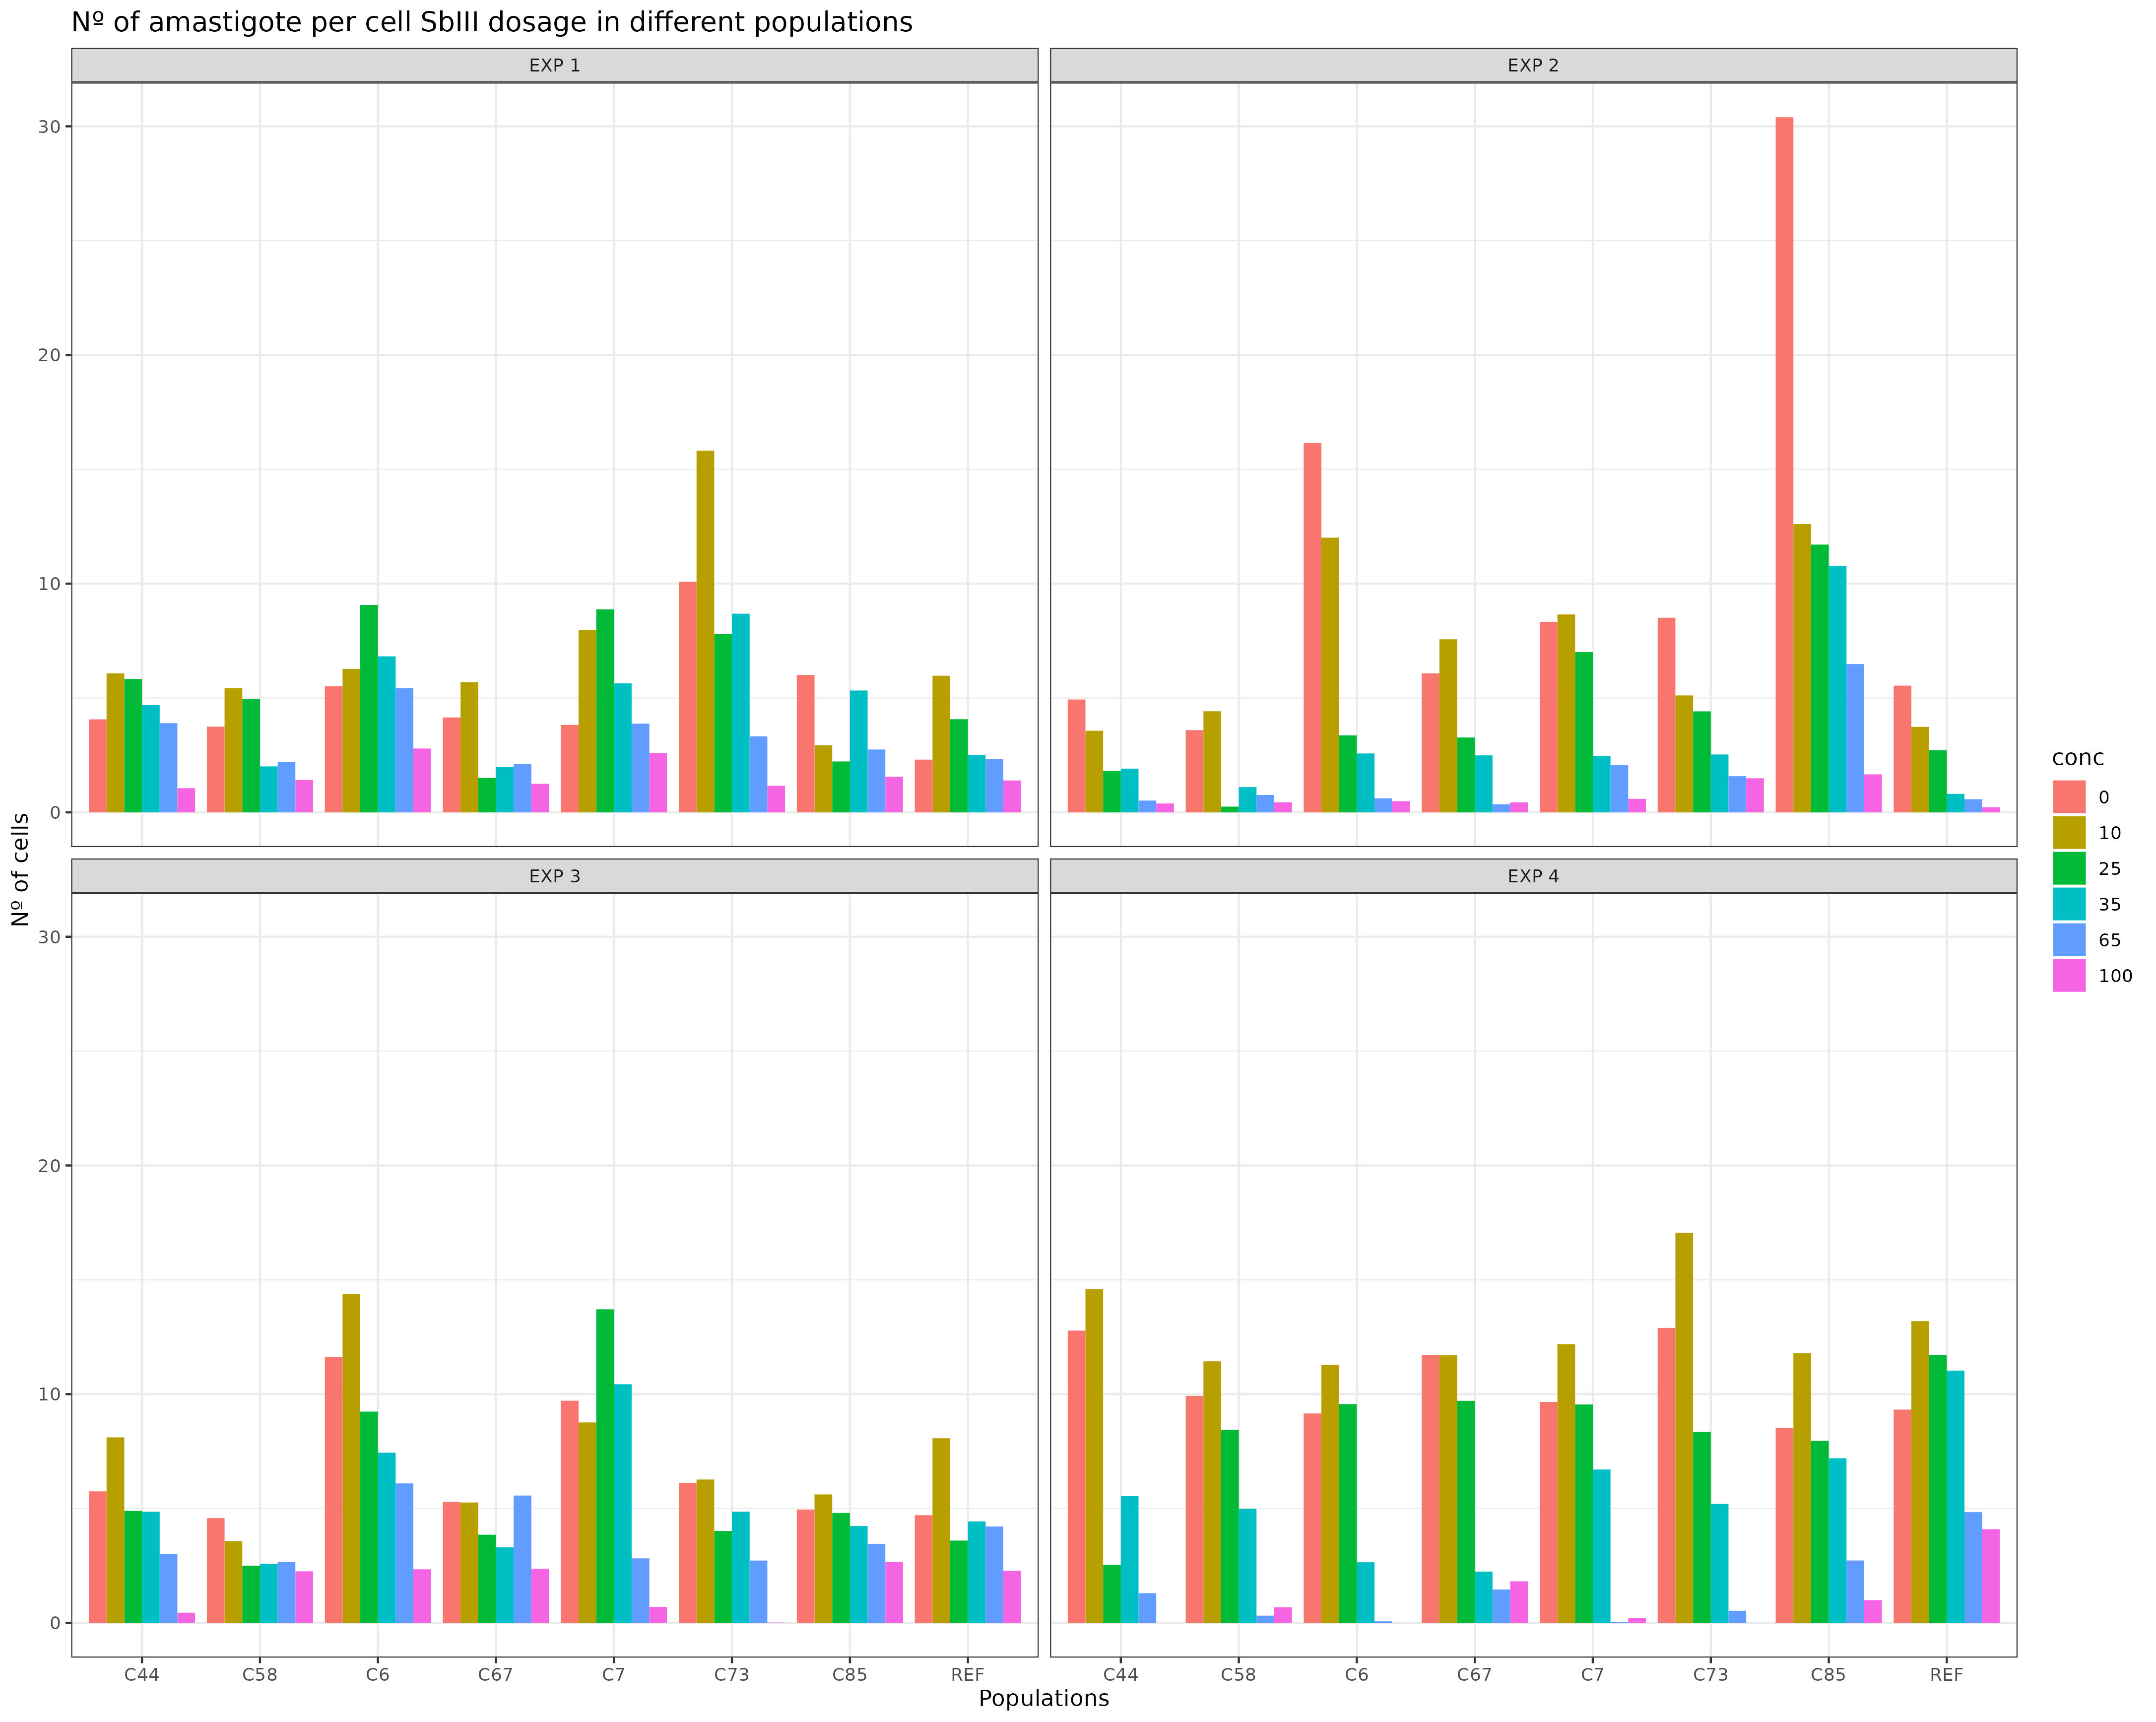 Nº of amastigote per cell SbIII dosage in different populations
EXP 1
EXP 2
30
20
10
0
EXP 3
EXP 4
30
20
10
0
C44 C58 C6 C67 C7 C73 C85 REF
C44 C58 C6 C67 C7 C73 C85 REF
Populations
Nº of cells
conc
0
10
25
35
65
100